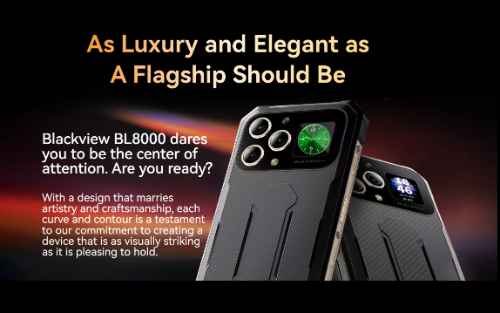 As Luxury and Elegant as
A Flagship Should Be
Blackview BL8000 dares
you to be the center of
attention. Are you ready?
With a design that marries
artistry and craftsmanship, each
curve and contour is a testament
to our commitment to creating a
device that is as visually striking
as it is pleasing to hold.
46